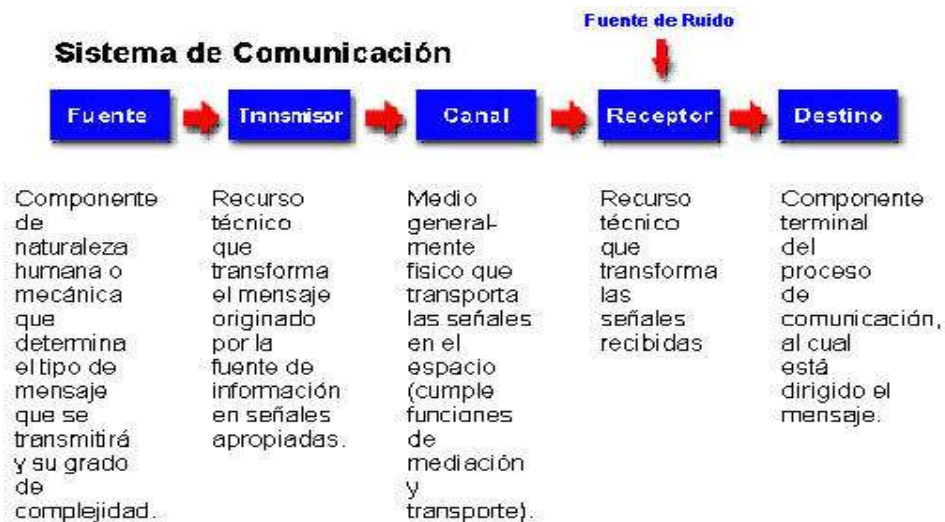 Fuente de Ruido
Sistema de Comunicación
Fuente
Transmisor
Canal
Receptor
Destino
Componente
de
naturaleza
humana o
mecánica
que
determina
el tipo de
mensaje
que se
transmitirá
y su grado
de
complejidad.
Recurso
técnico
que
transforma
el mensaje
originado
por la
fuente de
información
en señales
apropiadas.
Medio
general-
mente
fisico que
transporta
las señales
en el
espacio
(cumple
funciones
de
mediación
y
transporte).
Recurso
técnico
que
transforma
las
señales
recibidas
Componente
terminal
del
proceso
de
comunicación,
al cual
está
dirigido el
mensaje.